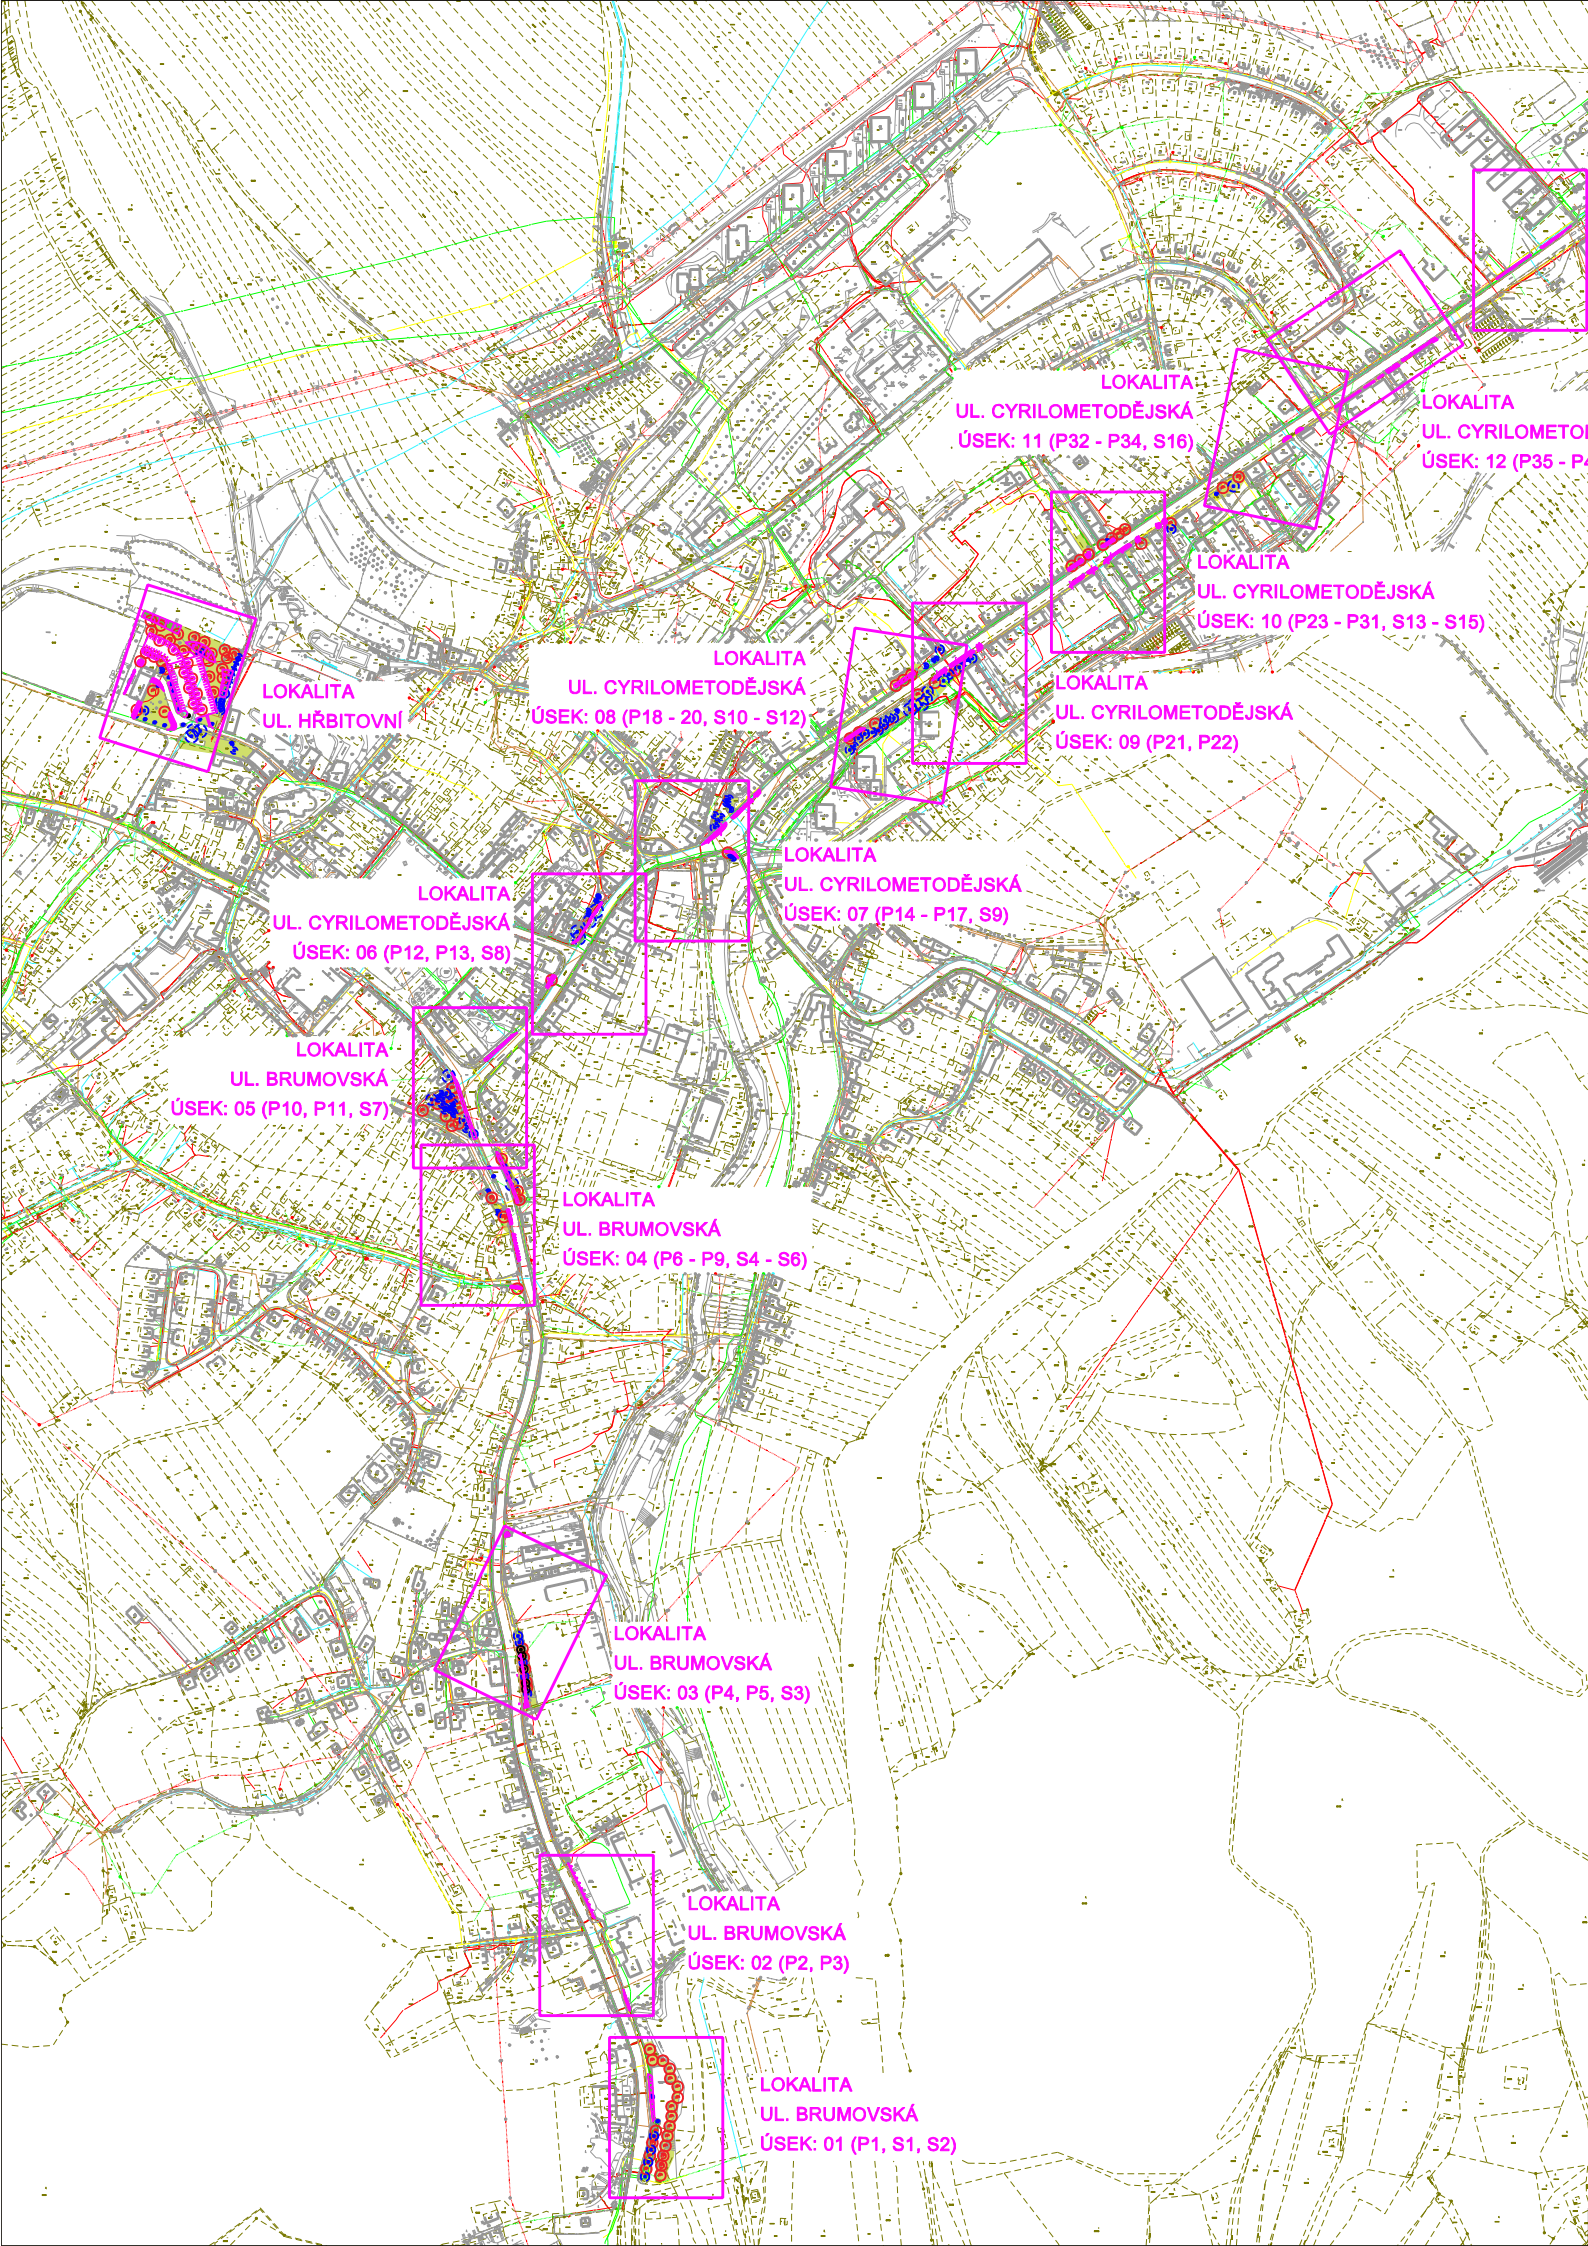 LOKALITA
UL. CYRILOMETODĚJSKÁ
ÚSEK: 11 (P32 - P34, S16)
LOKALITA
UL.
ÚSEK: 12 (P35 -
LOKALITA
UL. CYRILOMETODĚJSKÁ
ÚSEK: 10 (P23 - P31, S13 - S15)
LOKALITA
UL. CYRILOMETODĚJSKÁ
ÚSEK: 08 (P18 - 20, S10 - S12)
LOKALITA
UL. HŘBITOVNÍ
LOKALITA
UL. CYRILOMETODĚJSKÁ
ÚSEK: 09 (P21, P22)
LOKALITA
UL. CYRILOMETODĚJSKÁ
ÚSEK: 07 (P14 - P17, S9)
LOKALITA
UL. CYRILOMETODĚJSKÁ
ÚSEK: 06 (P12, P13, S8)
LOKALITA
UL. BRUMOVSKÁ
ÚSEK: 05 (P10, P11, S7)
LOKALITA
UL. BRUMOVSKÁ
ÚSEK: 04 (P6 - P9, S4 - S6)
LOKALITA
UL. BRUMOVSKÁ
ÚSEK: 03 (P4, P5, S3)
LOKALITA
UL. BRUMOVSKÁ
ÚSEK: 02 (P2, P3)
LOKALITA
UL. BRUMOVSKÁ
ÚSEK: 01 (P1, S1, S2)